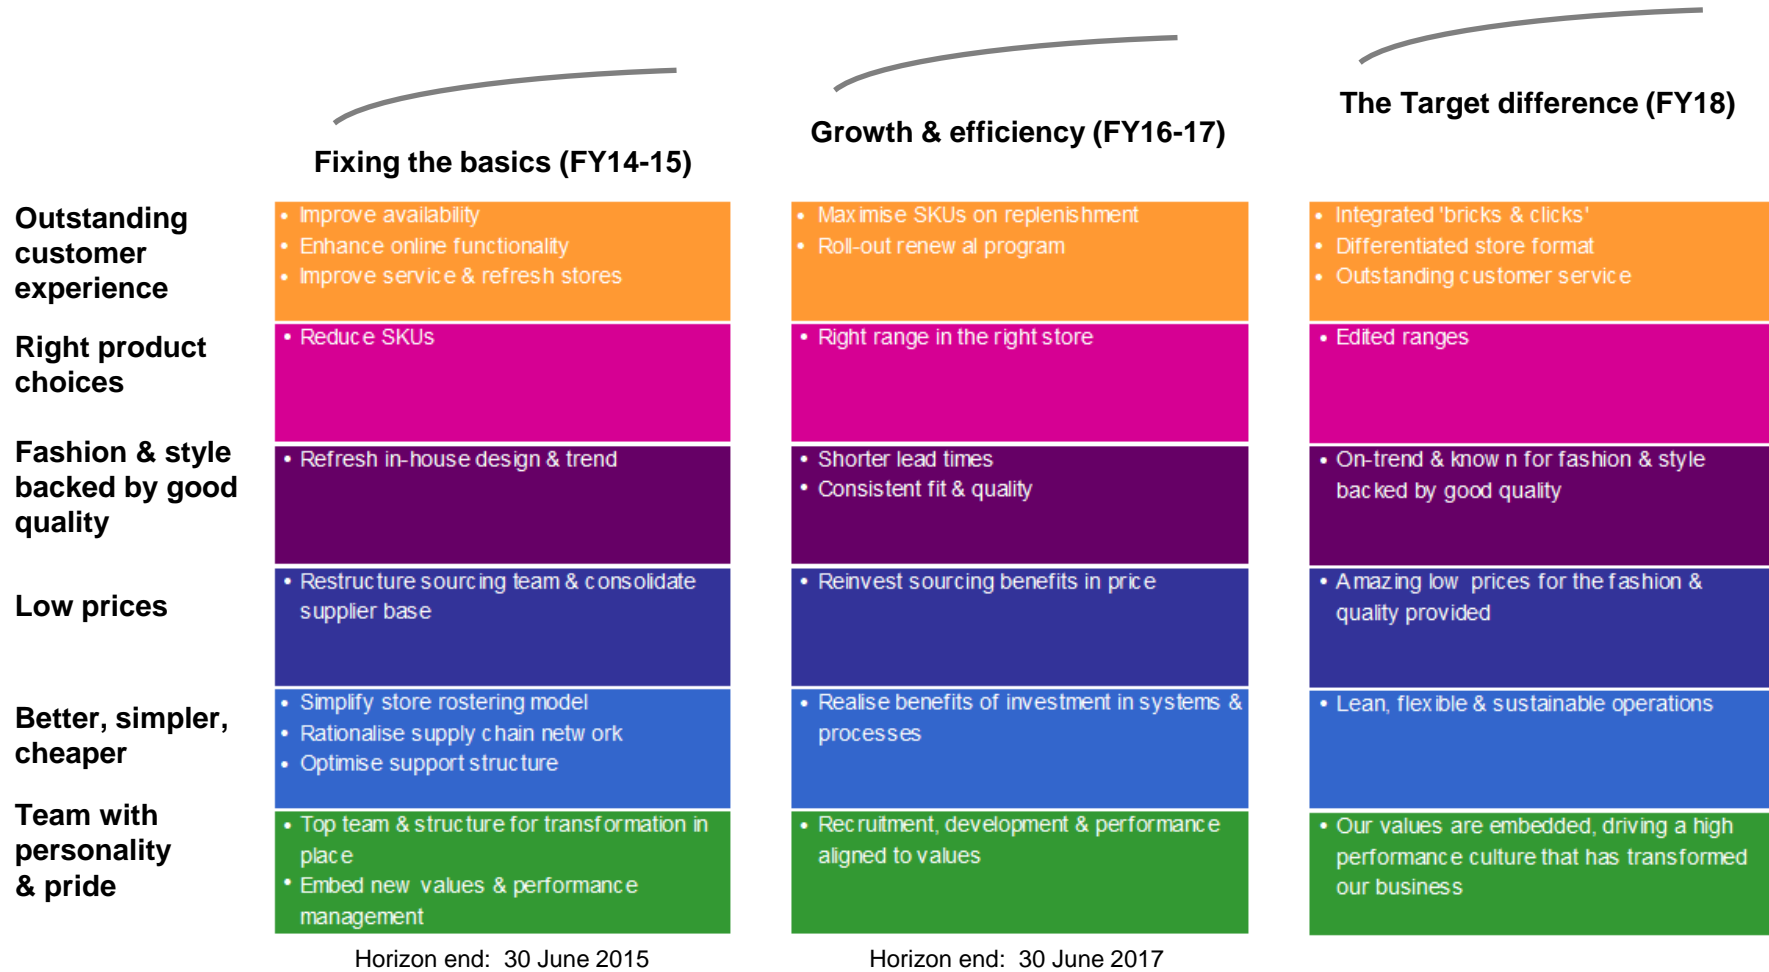 The Target difference (FY18)
Growth & efficiency (FY16-17)
Fixing the basics (FY14-15)
Outstanding
customer
experience
• Improve availability
• Enhance online functionality
• Improve service & refresh stores
• Maximise SKUs on replenishment
• Roll-out renew al program
• Integrated 'bricks & clicks'
• Differentiated store format
• Outstanding customer service
Right product
choices
• Reduce SKUs
• Right range in the right store
• Edited ranges
Fashion & style
backed by good
quality
• Refresh in-house design & trend
• Shorter lead times
• Consistent fit & quality
• On-trend & know n for fashion & style
backed by good quality
Low prices
• Restructure sourcing team & consolidate
supplier base
• Reinvest sourcing benefits in price
• Amazing low prices for the fashion &
quality provided
Better, simpler,
cheaper
• Simplify store rostering model
• Rationalise supply chain netw ork
• Optimise support structure
• Realise benefits of investment in systems &
processes
• Lean, flexible & sustainable operations
Team with
personality
& pride
• Top team & structure for transformation in
place
• Embed new values & performance
management
• Recruitment, development & performance
aligned to values
• Our values are embedded, driving a high
performance culture that has transformed
our business
Horizon end: 30 June 2015
Horizon end: 30 June 2017